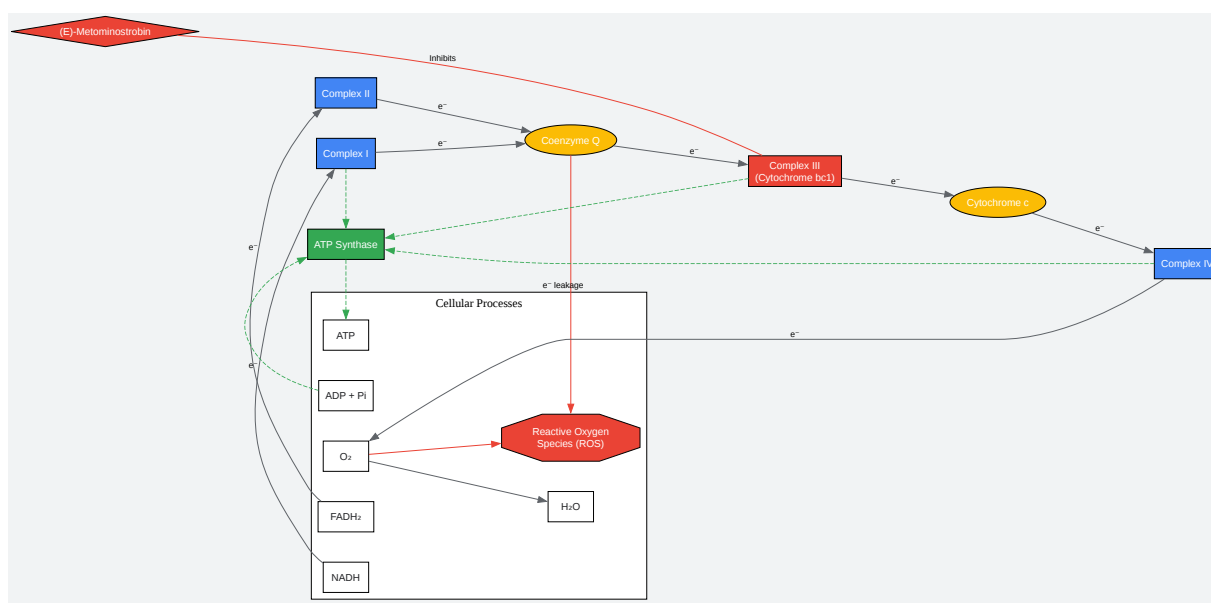 (E)-Metominostrobin
Inhibits
Complex II
e⁻
Coenzyme Q
Complex I
e⁻
e⁻
Complex III
(Cytochrome bc1)
e⁻
Cytochrome c
e⁻
ATP Synthase
e⁻
Complex IV
e⁻ leakage
Cellular Processes
ATP
e⁻
e⁻
ADP + Pi
Reactive Oxygen
Species (ROS)
O₂
H₂O
FADH₂
NADH